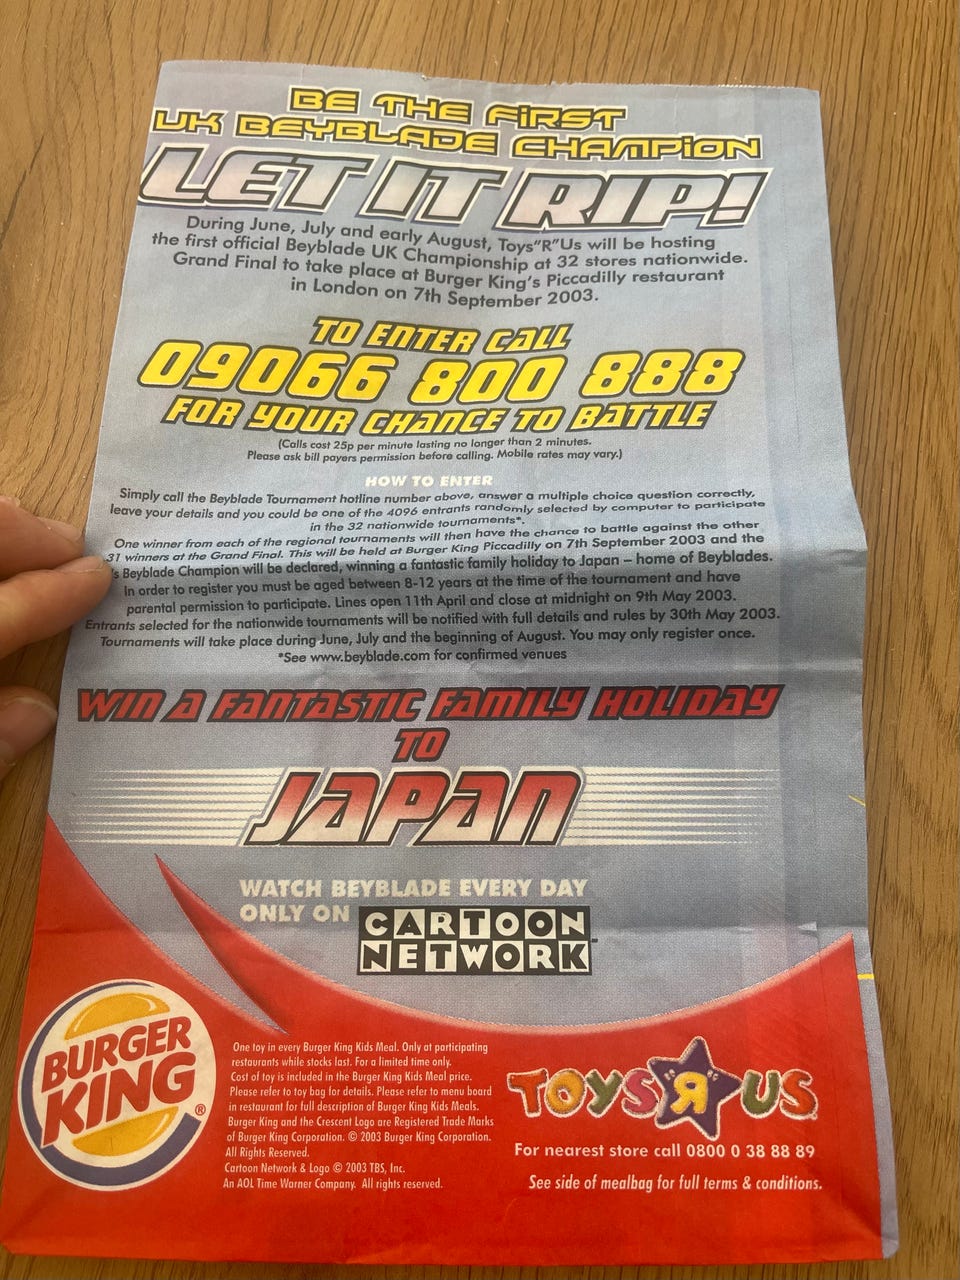 BE THE FIRST
UK BEYBLADE CHAMPION
LET IT RIP!
During June, July and early August, Toys"R"Us will be hosting
the first official Beyblade UK Championship at 32 stores nationwide.
Grand Final to take place at Burger King's Piccadilly restaurant
in London on 7th September 2003.
TO ENTER CALL
09066 800 888
FOR YOUR CHANCE TO BATTLE
(Calls cost 25p per minute lasting no longer than 2 minutes.
Please ask bill payers permission before calling. Mobile rates may vary.)
HOW TO ENTER
Simply call the Beyblade Tournament hotline number above, answer a multiple choice question correctly,
leave your details and you could be one of the 4096 entrants randomly selected by computer to participate
in the 32 nationwide tournaments*.
One winner from each of the regional tournaments will then have the chance to battle against the other
31 winners at the Grand Final. This will be held at Burger King Piccadilly on 7th September 2003 and the
's Beyblade Champion will be declared, winning a fantastic family holiday to Japan – home of Beyblades.
In order to register you must be aged between 8-12 years at the time of the tournament and have
parental permission to participate. Lines open 11th April and close at midnight on 9th May 2003.
Entrants selected for the nationwide tournaments will be notified with full details and rules by 30th May 2003.
Tournaments will take place during June, July and the beginning of August. You may only register once.
*See www.beyblade.com for confirmed venues
WIN A FANTASTIC FAMILY HOLIDAY
TO
JAPAN
WATCH BEYBLADE EVERY DAY
ONLY ON CARTOON NETWORK™
BURGER KING®
One toy in every Burger King Kids Meal. Only at participating
restaurants while stocks last. For a limited time only.
Cost of toy is included in the Burger King Kids Meal price.
Please refer to toy bag for details. Please refer to menu board
in restaurant for full description of Burger King Kids Meals.
Burger King and the Crescent Logo are Registered Trade Marks
of Burger King Corporation. © 2003 Burger King Corporation.
All Rights Reserved.
Cartoon Network & Logo © 2003 TBS, Inc.
An AOL Time Warner Company. All rights reserved.
TOYS R US
For nearest store call 0800 0 38 88 89
See side of mealbag for full terms & conditions.